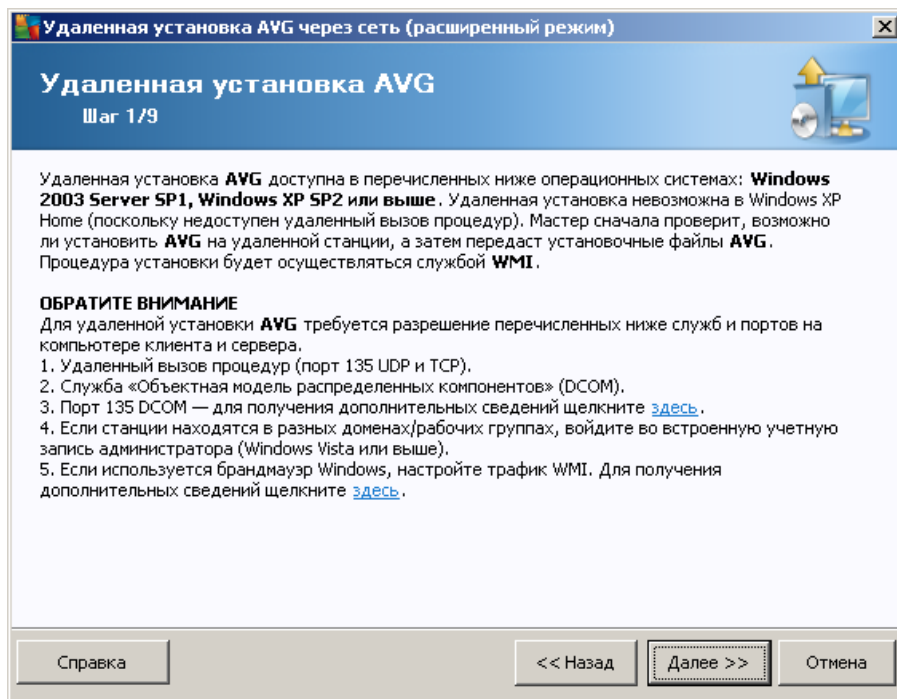 Удаленная установка AVG через сеть (расширенный режим)
Удаленная установка AVG
Шаг 1/9
Удаленная установка AVG доступна в перечисленных ниже операционных системах: Windows
2003 Server SP1, Windows XP SP2 или выше. Удаленная установка невозможна в Windows XP
Home (поскольку недоступен удаленный вызов процедур). Мастер сначала проверит, возможно
ли установить AVG на удаленной станции, а затем передаст установочные файлы AVG.
Процедура установки будет осуществляться службой WMI.
ОБРАТИТЕ ВНИМАНИЕ
Для удаленной установки AVG требуется разрешение перечисленных ниже служб и портов на
компьютере клиента и сервера.
1. Удаленный вызов процедур (порт 135 UDP и TCP).
2. Служба «Объектная модель распределенных компонентов» (DCOM).
3. Порт 135 DCOM — для получения дополнительных сведений щелкните здесь.
4. Если станции находятся в разных доменах/рабочих группах, войдите во встроенную учетную
запись администратора (Windows Vista или выше).
5. Если используется брандмауэр Windows, настройте трафик WMI. Для получения
дополнительных сведений щелкните здесь.
Справка
<< Назад
Далее >>
Отмена